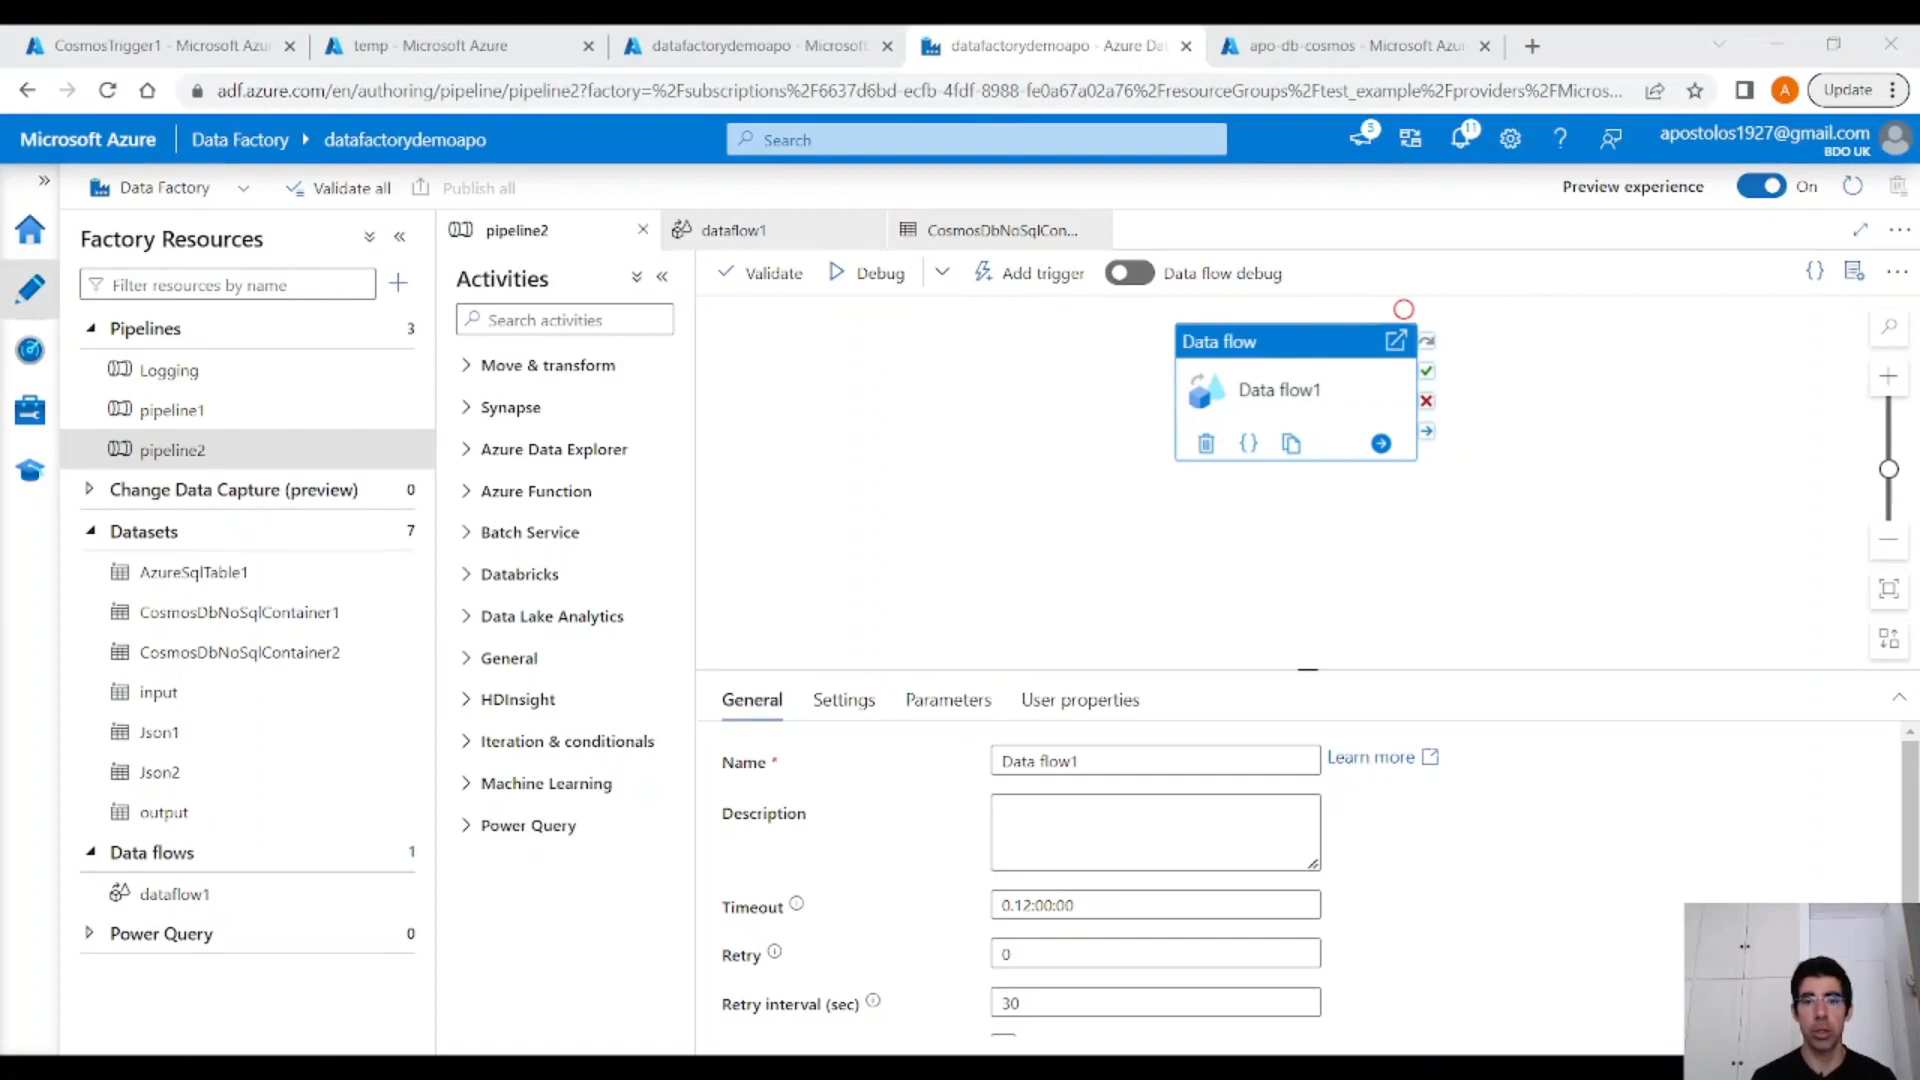 CosmosTrigger1 - Microsoft Azu
temp - Microsoft Azure
datafactorydemoapo - Microsoft
datafactorydemoapo - Azure Dat
apo-db-cosmos - Microsoft Azur
adf.azure.com/en/authoring/pipeline/pipeline2?factory=%2Fsubscriptions%2F6637d6bd-ecfb-4fdf-8988-fe0a67a02a76%2FresourceGroups%2Ftest_example%2Fproviders%2FMicros...
A
Update
Microsoft Azure
Data Factory
datafactorydemoapo
Search
5
11
apostolos1927@gmail.com
BDO UK
Data Factory
Validate all
Publish all
Preview experience
On
Factory Resources
Filter resources by name
Pipelines 3
Logging
pipeline1
pipeline2
Change Data Capture (preview) 0
Datasets 7
AzureSqlTable1
CosmosDbNoSqlContainer1
CosmosDbNoSqlContainer2
input
Json1
Json2
output
Data flows 1
dataflow1
Power Query 0
pipeline2
dataflow1
CosmosDbNoSqlCon...
Activities
Search activities
Move & transform
Synapse
Azure Data Explorer
Azure Function
Batch Service
Databricks
Data Lake Analytics
General
HDInsight
Iteration & conditionals
Machine Learning
Power Query
Validate
Debug
Add trigger
Data flow debug
Data flow
Data flow1
General
Settings
Parameters
User properties
Name *
Data flow1
Learn more
Description
Timeout
0.12:00:00
Retry
0
Retry interval (sec)
30